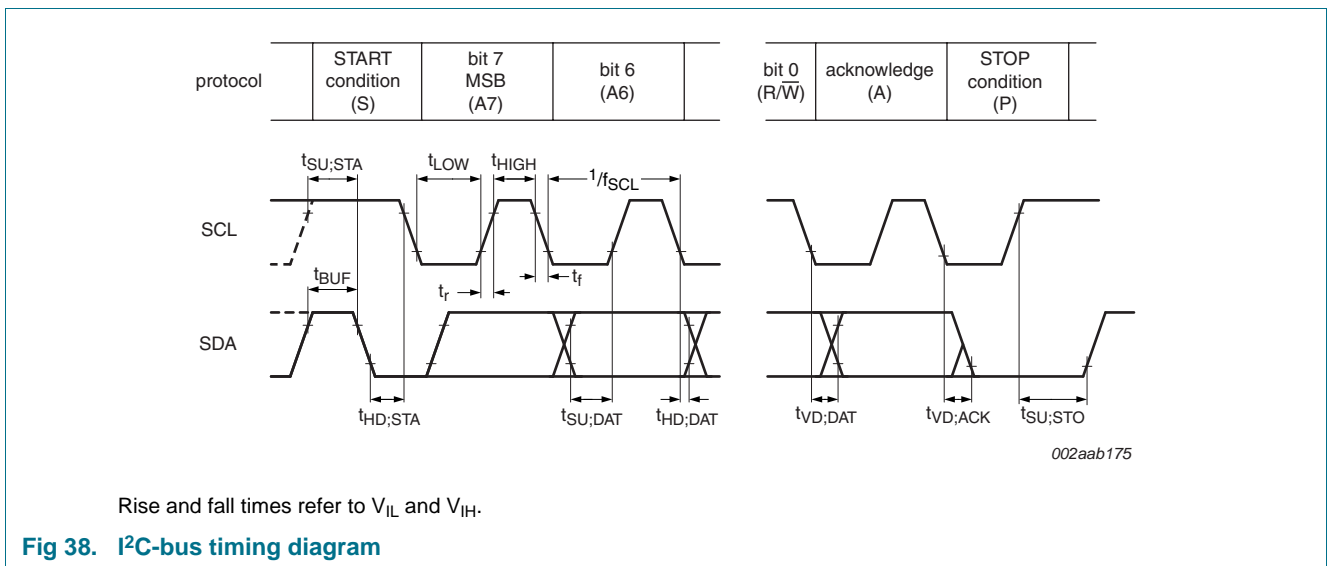 protocol
START
condition
(S)
bit 7
MSB
(A7)
bit 6
(A6)
bit 0
(R/W̅)
acknowledge
(A)
STOP
condition
(P)
tSU;STA
tLOW
tHIGH
1/fSCL
SCL
tBUF
tr
tf
SDA
tHD;STA
tSU;DAT
tHD;DAT
tVD;DAT
tVD;ACK
tSU;STO
002aab175
Rise and fall times refer to VIL and VIH.
Fig 38. I²C-bus timing diagram